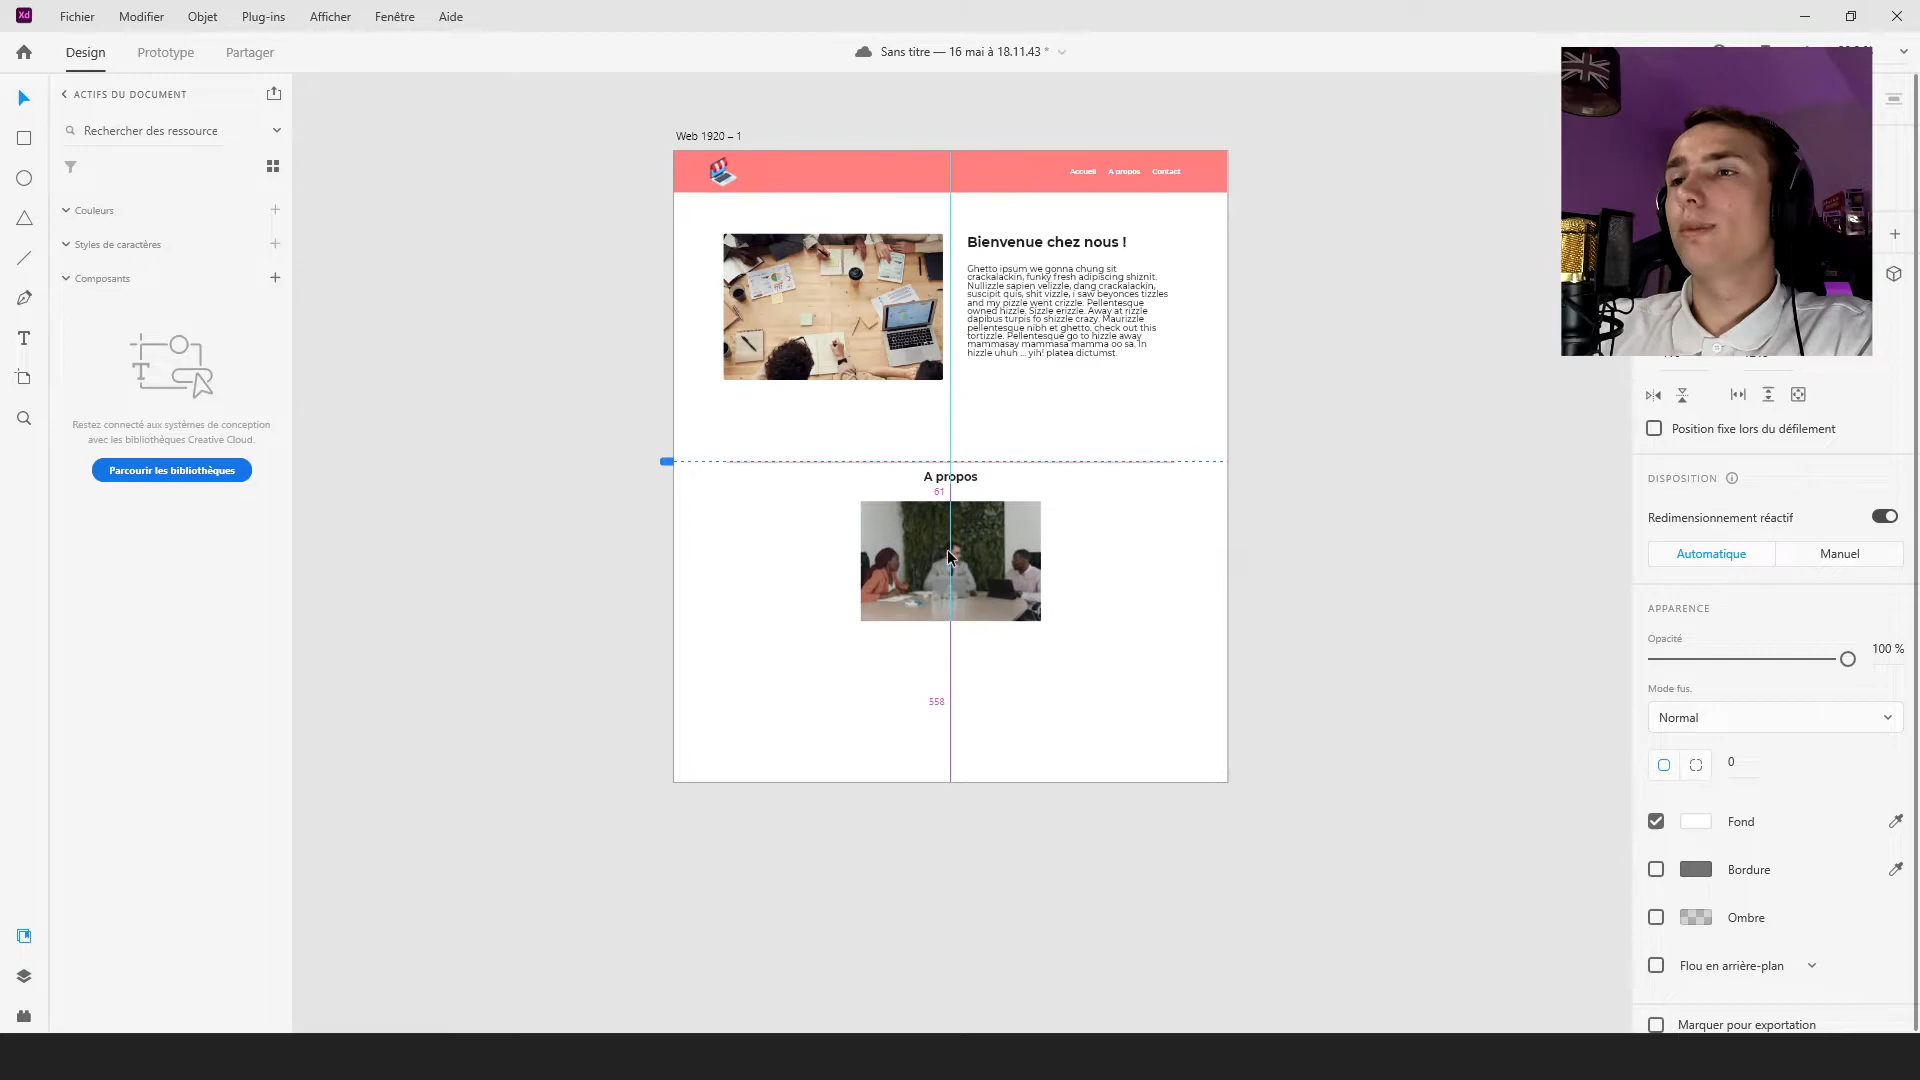 Xd
Fichier
Modifier
Objet
Plug-ins
Afficher
Fenêtre
Aide
Design
Prototype
Partager
Sans titre — 16 mai à 18.11.43 *
ACTIFS DU DOCUMENT
Rechercher des ressource
Couleurs
Styles de caractères
Composants
Restez connecté aux systèmes de conception
avec les bibliothèques Creative Cloud.
Parcourir les bibliothèques
Web 1920 – 1
Accueil
A propos
Contact
Bienvenue chez nous !
Ghetto ipsum we gonna chung sit
crackalackin, funky fresh adipiscing shiznit.
Nullizzle sapien velizzle, dang crackalackin,
suscipit quis, shit vizzle, i saw beyonces tizzles
and my pizzle went crizzle. Pellentesque
owned hizzle. Sizzle erizzle. Away at rizzle
dapibus turpis fo shizzle crazy. Maurizzle
pellentesque nibh et ghetto, check out this
tortizzle. Pellentesque go to hizzle away
mammasay mammasa mamma oo sa. In
hizzle uhuh ... yih! platea dictumst.
A propos
61
558
Position fixe lors du défilement
DISPOSITION
Redimensionnement réactif
Automatique
Manuel
APPARENCE
Opacité
100 %
Mode fus.
Normal
0
Fond
Bordure
Ombre
Flou en arrière-plan
Marquer pour exportation